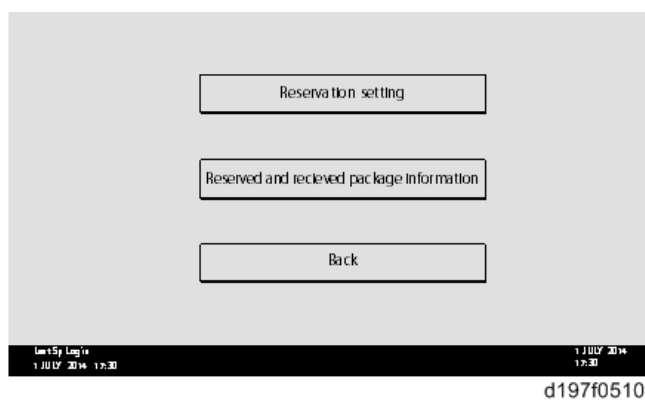 Reservation setting
Reserved and recieved package information
Back
Last Sp Login
1 JULY 2014 17:30
1 JULY 2014
17:30
d197f0510